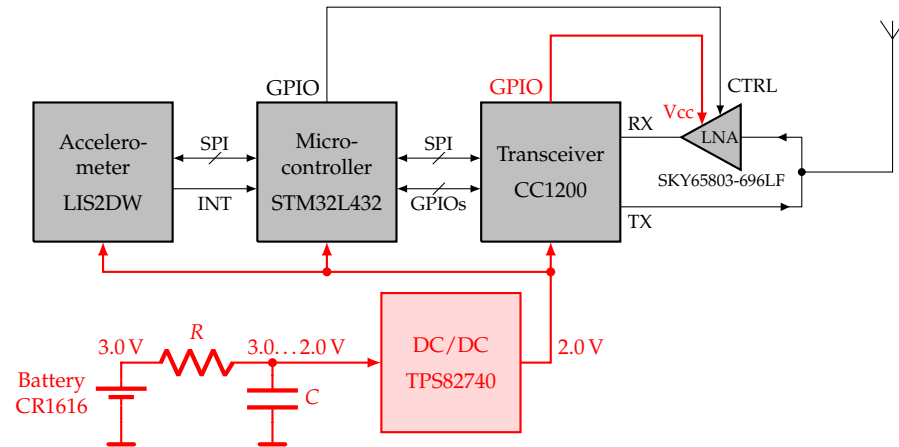 GPIO
GPIO
CTRL
Vcc
Accelero-
meter
LIS2DW
SPI
INT
Micro-
controller
STM32L432
SPI
GPIOs
Transceiver
CC1200
RX
TX
LNA
SKY65803-696LF
3.0 V
R
3.0...2.0 V
DC/DC
TPS82740
2.0 V
Battery
CR1616
C